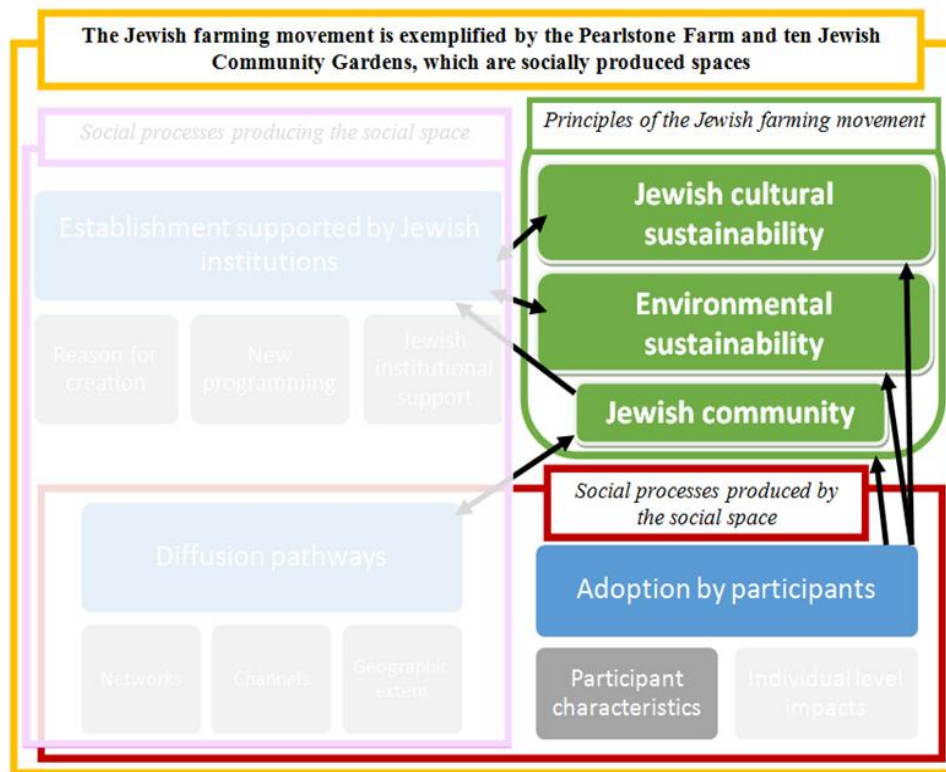 The Jewish farming movement is exemplified by the Pearlstone Farm and ten Jewish
Community Gardens, which are socially produced spaces
Social processes producing the social space
Principles of the Jewish farming movement
Establishment supported by Jewish
institutions
Reason for
creation
New
programming
Jewish
institutional
support
Jewish cultural
sustainability
Environmental
sustainability
Jewish community
Social processes produced by
the social space
Diffusion pathways
Networks
Channels
Geographic
extent
Adoption by participants
Participant
characteristics
Individual level
impacts